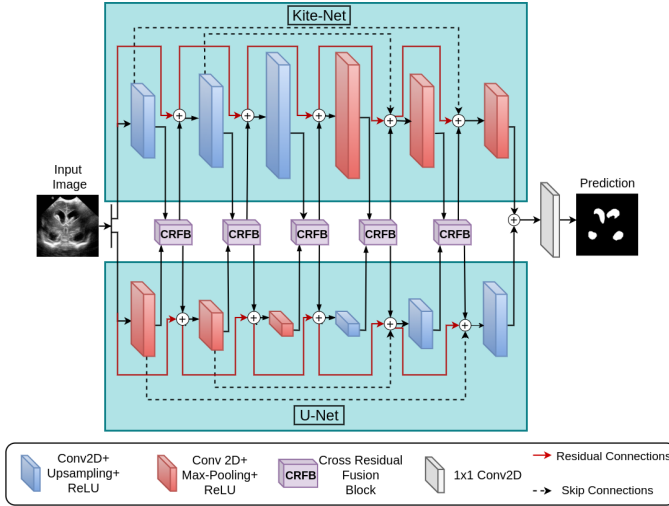 Kite-Net
Input
Image
Prediction
CRFB CRFB CRFB CRFB CRFB
U-Net
Conv2D+
Upsampling+
ReLU
Conv 2D+
Max-Pooling+
ReLU
CRFB
Cross Residual
Fusion
Block
1x1 Conv2D
Residual Connections
Skip Connections